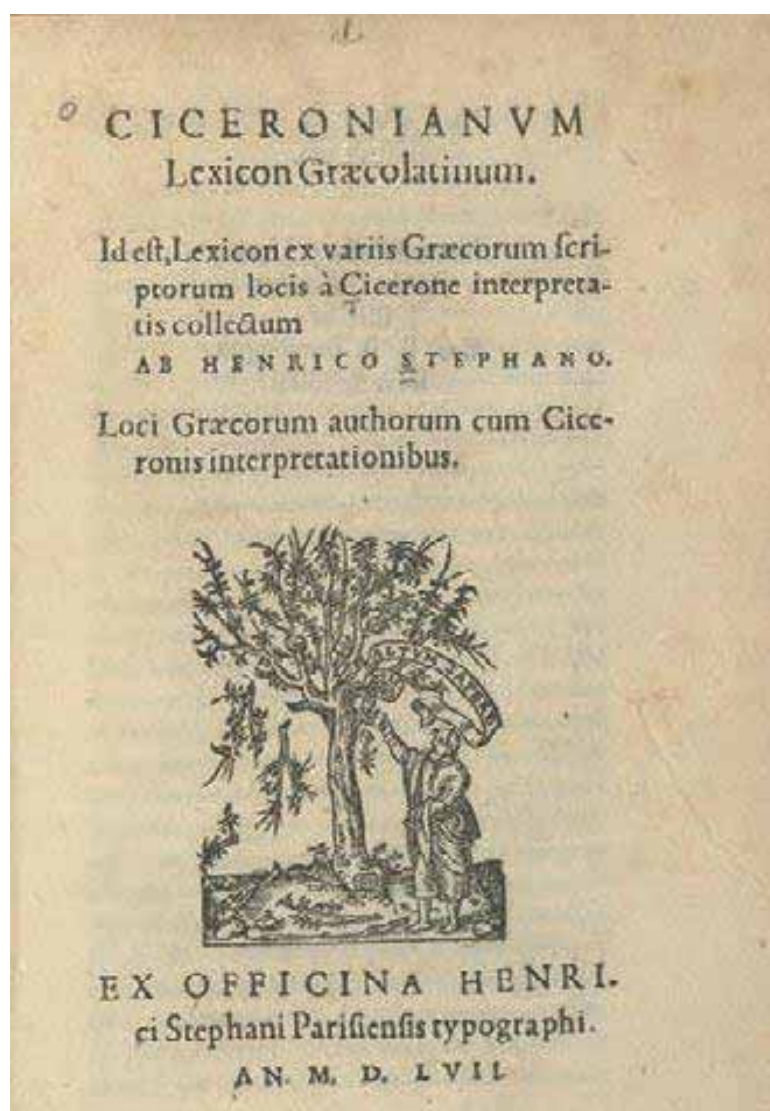 CICERONIANVM
Lexicon Græcolatinum.
Id eſt, Lexicon ex variis Græcorum ſcri-
ptorum locis à Cicerone interpreta-
tis collectum
AB HENRICO STEPHANO.
Loci Græcorum authorum cum Cice-
ronis interpretationibus.
EX OFFICINA HENRI.
ci Stephani Pariſienſis typographi.
AN. M. D. LVII